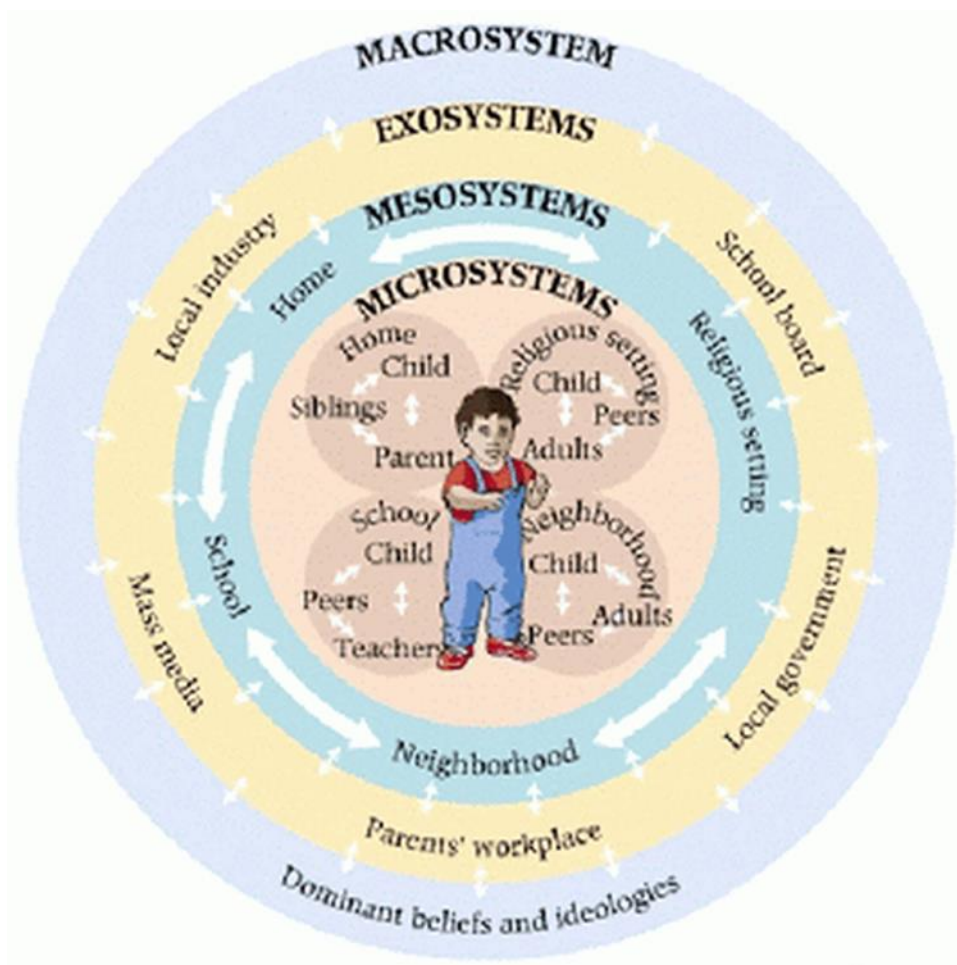 MACROSYSTEM
EXOSYSTEMS
MESOSYSTEMS
MICROSYSTEMS
Local industry
School board
Home
Religious setting
Home
Child
Siblings
Parent
Religious setting
Child
Peers
Adults
School
Child
Peers
Teachers
Neighborhood
Child
Adults
Peers
School
Neighborhood
Mass media
Local government
Parents' workplace
Dominant beliefs and ideologies